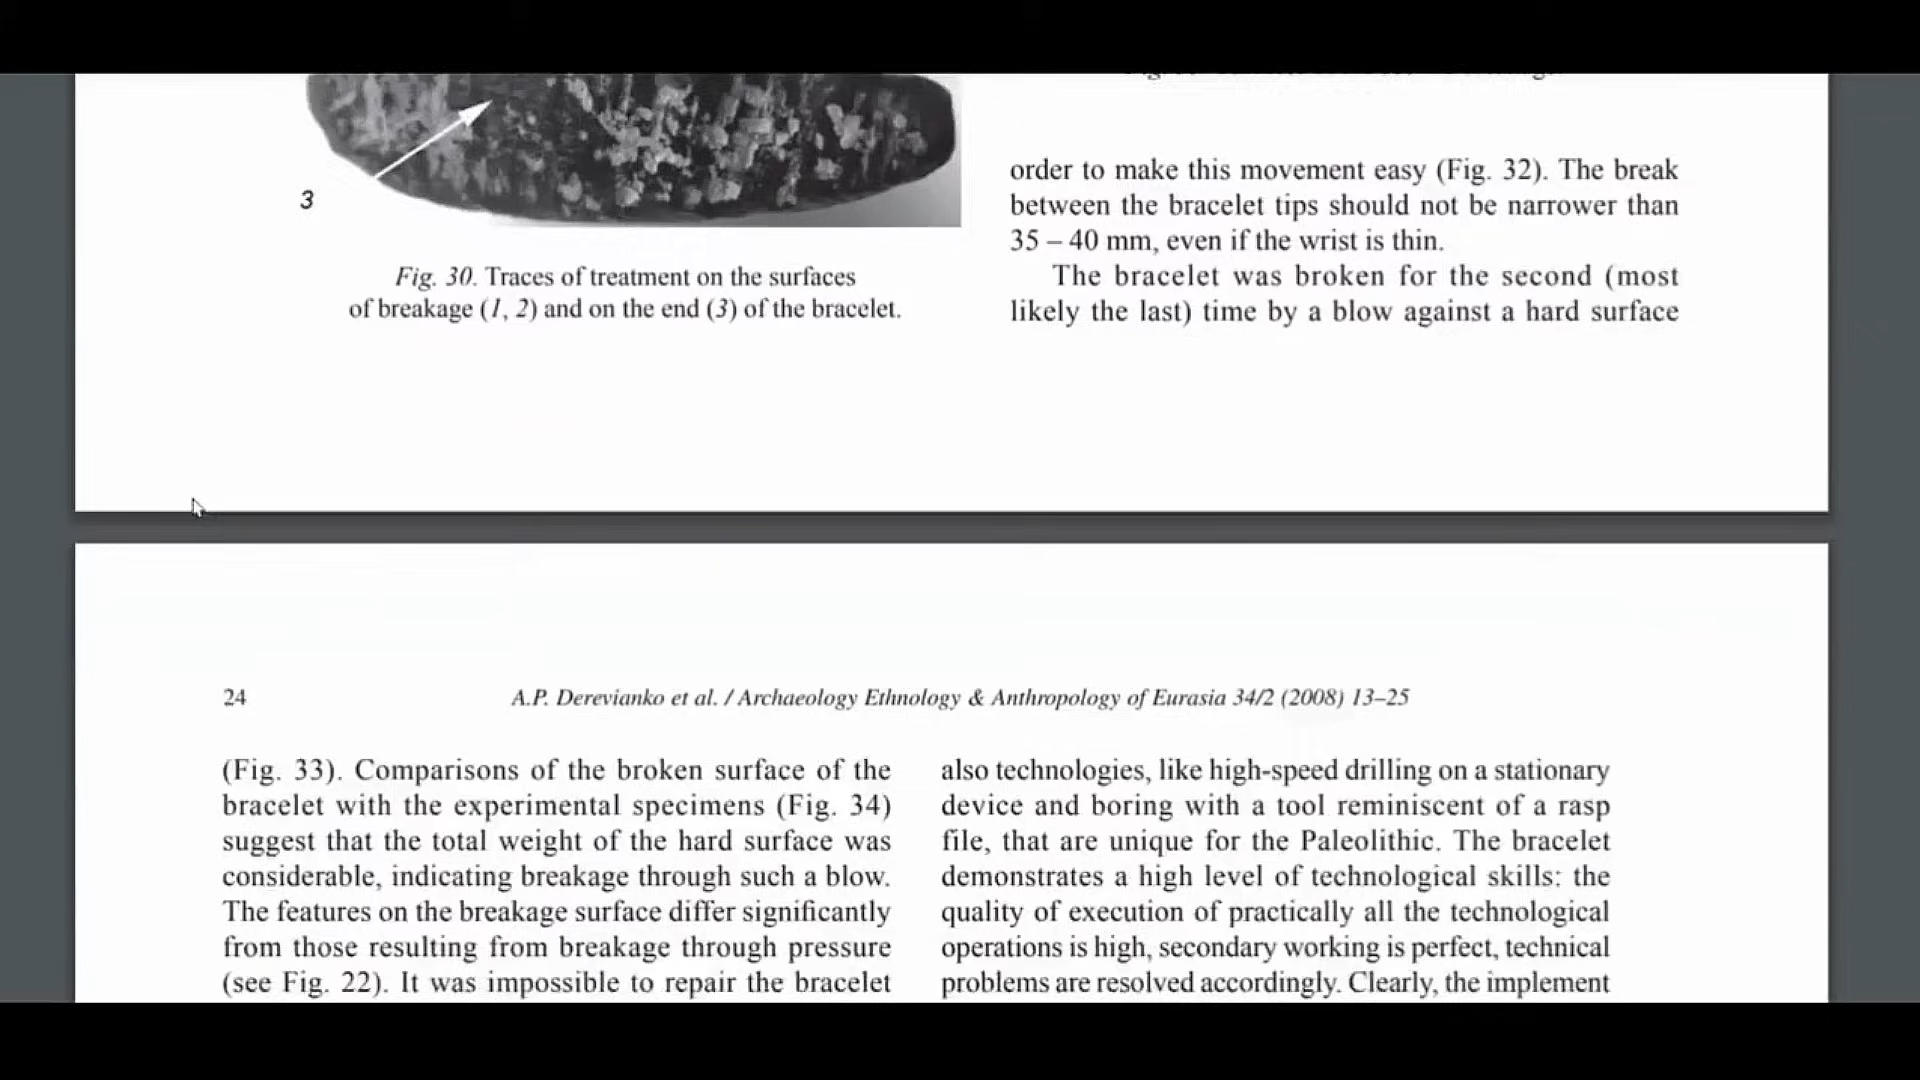 3
Fig. 30. Traces of treatment on the surfaces
of breakage (1, 2) and on the end (3) of the bracelet.
order to make this movement easy (Fig. 32). The break
between the bracelet tips should not be narrower than
35 – 40 mm, even if the wrist is thin.
The bracelet was broken for the second (most
likely the last) time by a blow against a hard surface
24
A.P. Derevianko et al. / Archaeology Ethnology & Anthropology of Eurasia 34/2 (2008) 13–25
(Fig. 33). Comparisons of the broken surface of the
bracelet with the experimental specimens (Fig. 34)
suggest that the total weight of the hard surface was
considerable, indicating breakage through such a blow.
The features on the breakage surface differ significantly
from those resulting from breakage through pressure
(see Fig. 22). It was impossible to repair the bracelet
also technologies, like high-speed drilling on a stationary
device and boring with a tool reminiscent of a rasp
file, that are unique for the Paleolithic. The bracelet
demonstrates a high level of technological skills: the
quality of execution of practically all the technological
operations is high, secondary working is perfect, technical
problems are resolved accordingly. Clearly, the implement